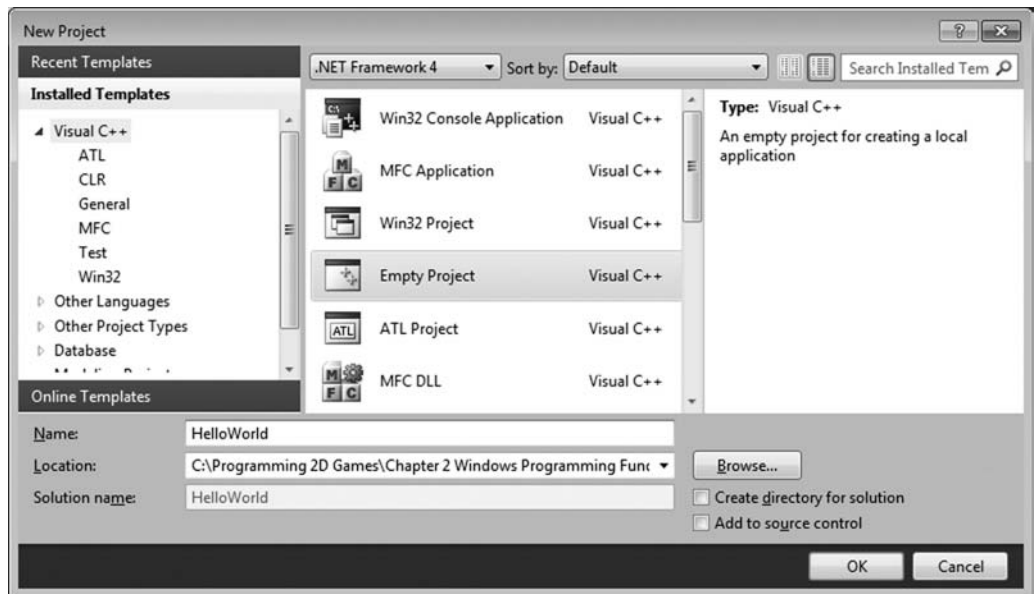 New Project
Recent Templates
Installed Templates
Visual C++
ATL
CLR
General
MFC
Test
Win32
Other Languages
Other Project Types
Database
Online Templates
.NET Framework 4
Sort by: Default
Search Installed Tem
Win32 Console Application Visual C++
MFC Application Visual C++
Win32 Project Visual C++
Empty Project Visual C++
ATL Project Visual C++
MFC DLL Visual C++
Type: Visual C++
An empty project for creating a local
application
Name: HelloWorld
Location: C:\Programming 2D Games\Chapter 2 Windows Programming Func
Browse...
Solution name: HelloWorld
Create directory for solution
Add to source control
OK Cancel